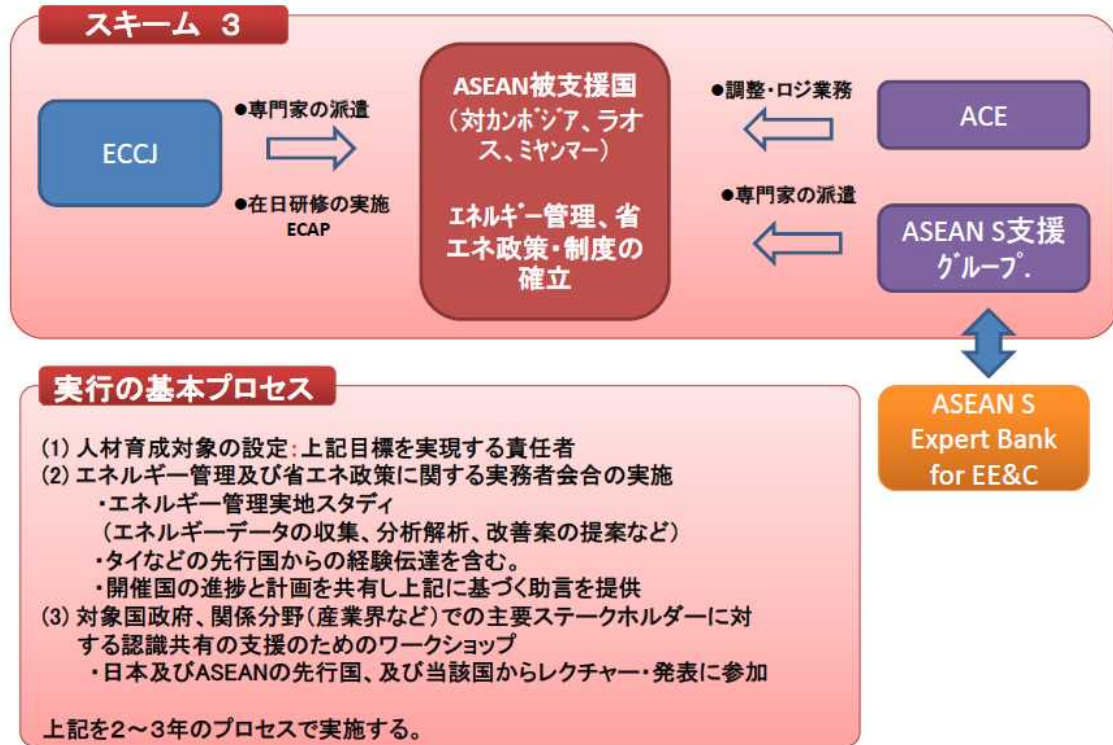 スキーム 3
ECCJ
●専門家の派遣
●在日研修の実施
ECAP
ASEAN被支援国
(対ｶﾝﾎﾞｼﾞｱ、ラオ
ス、ミヤンマー)
ｴﾈﾙｷﾞｰ管理、省
エネ政策・制度の
確立
●調整・ロジ業務
ACE
●専門家の派遣
ASEAN S支援
ｸﾞﾙｰﾌﾟ.
ASEAN S
Expert Bank
for EE&C
実行の基本プロセス
(1) 人材育成対象の設定：上記目標を実現する責任者
(2) エネルギー管理及び省エネ政策に関する実務者会合の実施
・エネルギー管理実地スタディ
(エネルギーデータの収集、分析解析、改善案の提案など)
・タイなどの先行国からの経験伝達を含む。
・開催国の進捗と計画を共有し上記に基づく助言を提供
(3) 対象国政府、関係分野(産業界など)での主要ステークホルダーに対
する認識共有の支援のためのワークショップ
・日本及びASEANの先行国、及び当該国からレクチャー・発表に参加
上記を2～3年のプロセスで実施する。